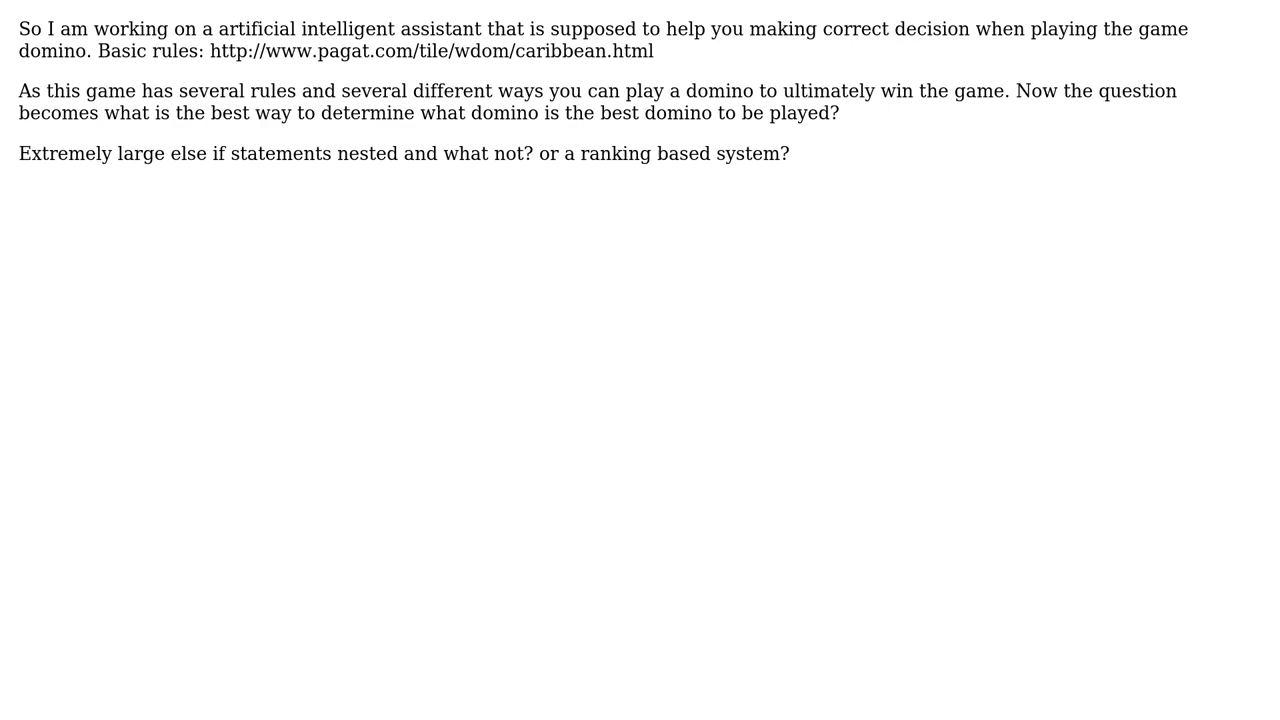 So I am working on a artificial intelligent assistant that is supposed to help you making correct decision when playing the game
domino. Basic rules: http://www.pagat.com/tile/wdom/caribbean.html
As this game has several rules and several different ways you can play a domino to ultimately win the game. Now the question
becomes what is the best way to determine what domino is the best domino to be played?
Extremely large else if statements nested and what not? or a ranking based system?